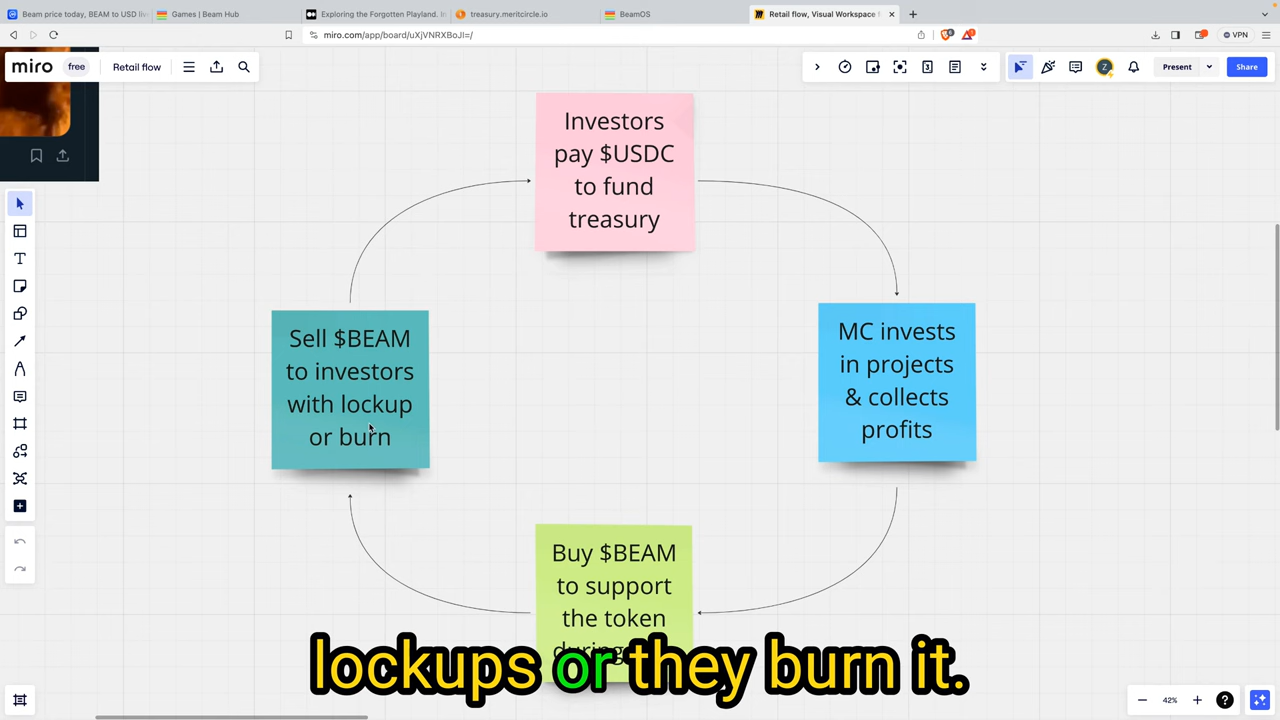 Beam price today, BEAM to USD liv
Games | Beam Hub
Exploring the Forgotten Playland. In
treasury.meritcircle.io
BeamOS
Retail flow, Visual Workspace f
miro.com/app/board/uXjVNRXBoJI=/
VPN
miro
free
Retail flow
3
Z
Present
Share
Investors
pay $USDC
to fund
treasury
Sell $BEAM
to investors
with lockup
or burn
MC invests
in projects
& collects
profits
Buy $BEAM
to support
the token
lockups or they burn it.
42%